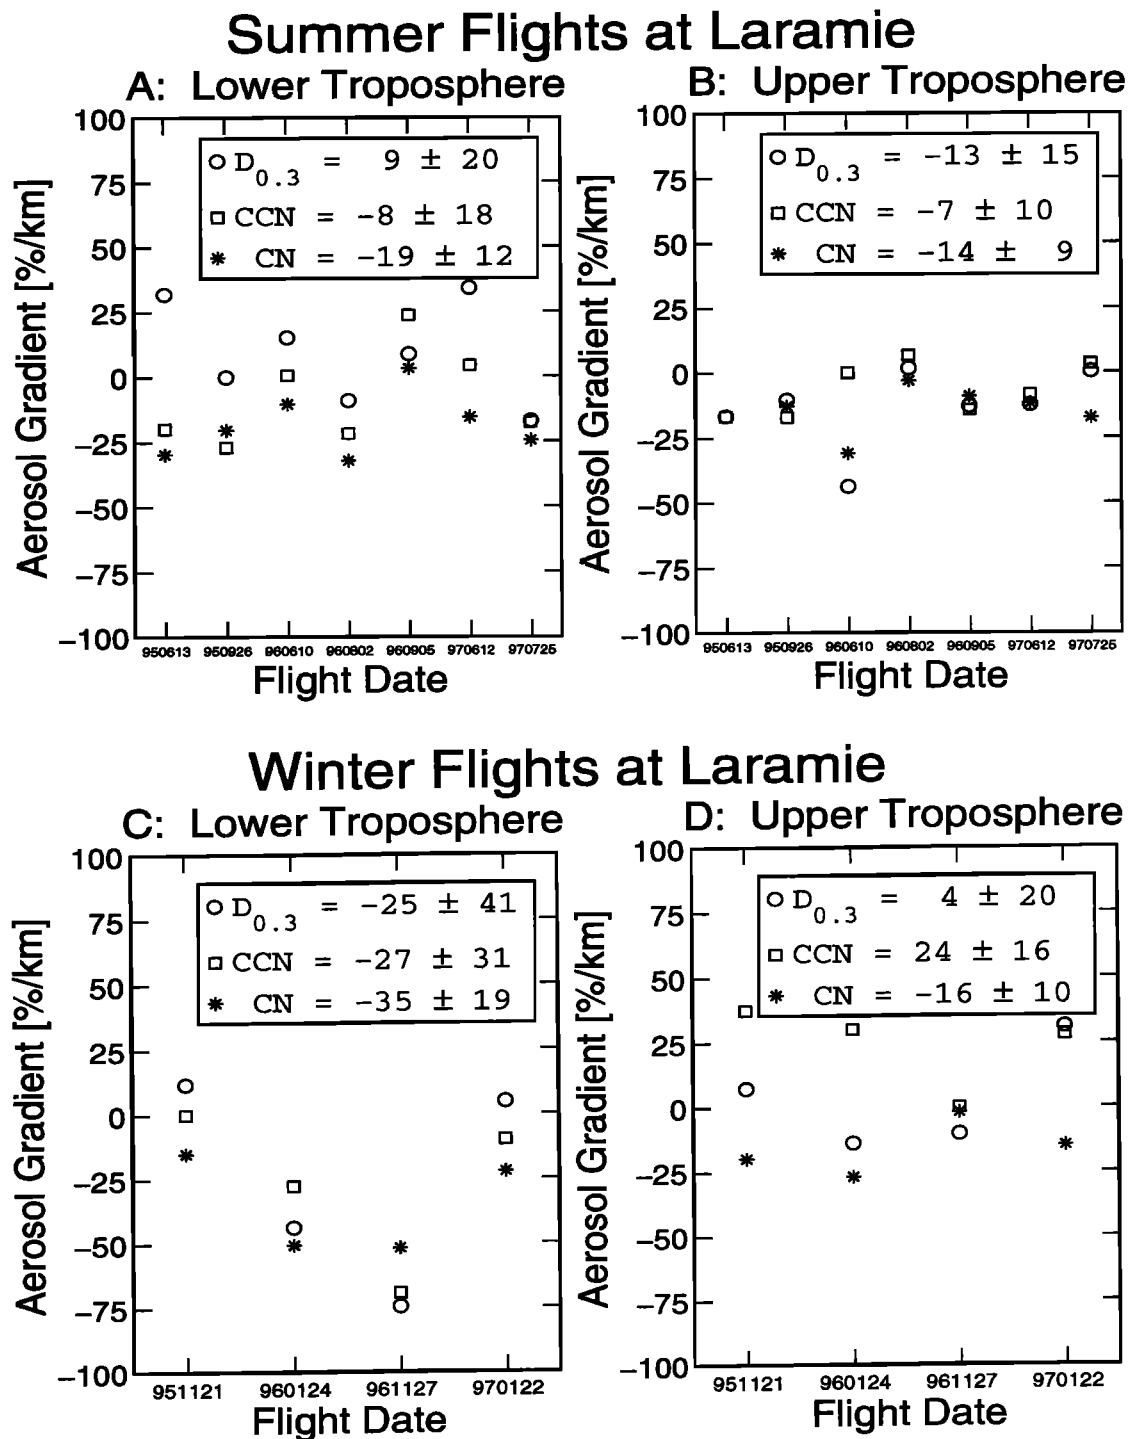 Summer Flights at Laramie
A: Lower Troposphere
100
75
50
25
0
−25
−50
−75
−100
Aerosol Gradient [%/km]
D0.3 = 9 ± 20
CCN = -8 ± 18
CN = -19 ± 12
950613 950926 960610 960802 960905 970612 970725
Flight Date
B: Upper Troposphere
100
75
50
25
0
−25
−50
−75
−100
Aerosol Gradient [%/km]
D0.3 = -13 ± 15
CCN = -7 ± 10
CN = -14 ± 9
950613 950926 960610 960802 960905 970612 970725
Flight Date
Winter Flights at Laramie
C: Lower Troposphere
100
75
50
25
0
−25
−50
−75
−100
Aerosol Gradient [%/km]
D0.3 = -25 ± 41
CCN = -27 ± 31
CN = -35 ± 19
951121 960124 961127 970122
Flight Date
D: Upper Troposphere
100
75
50
25
0
−25
−50
−75
−100
Aerosol Gradient [%/km]
D0.3 = 4 ± 20
CCN = 24 ± 16
CN = -16 ± 10
951121 960124 961127 970122
Flight Date